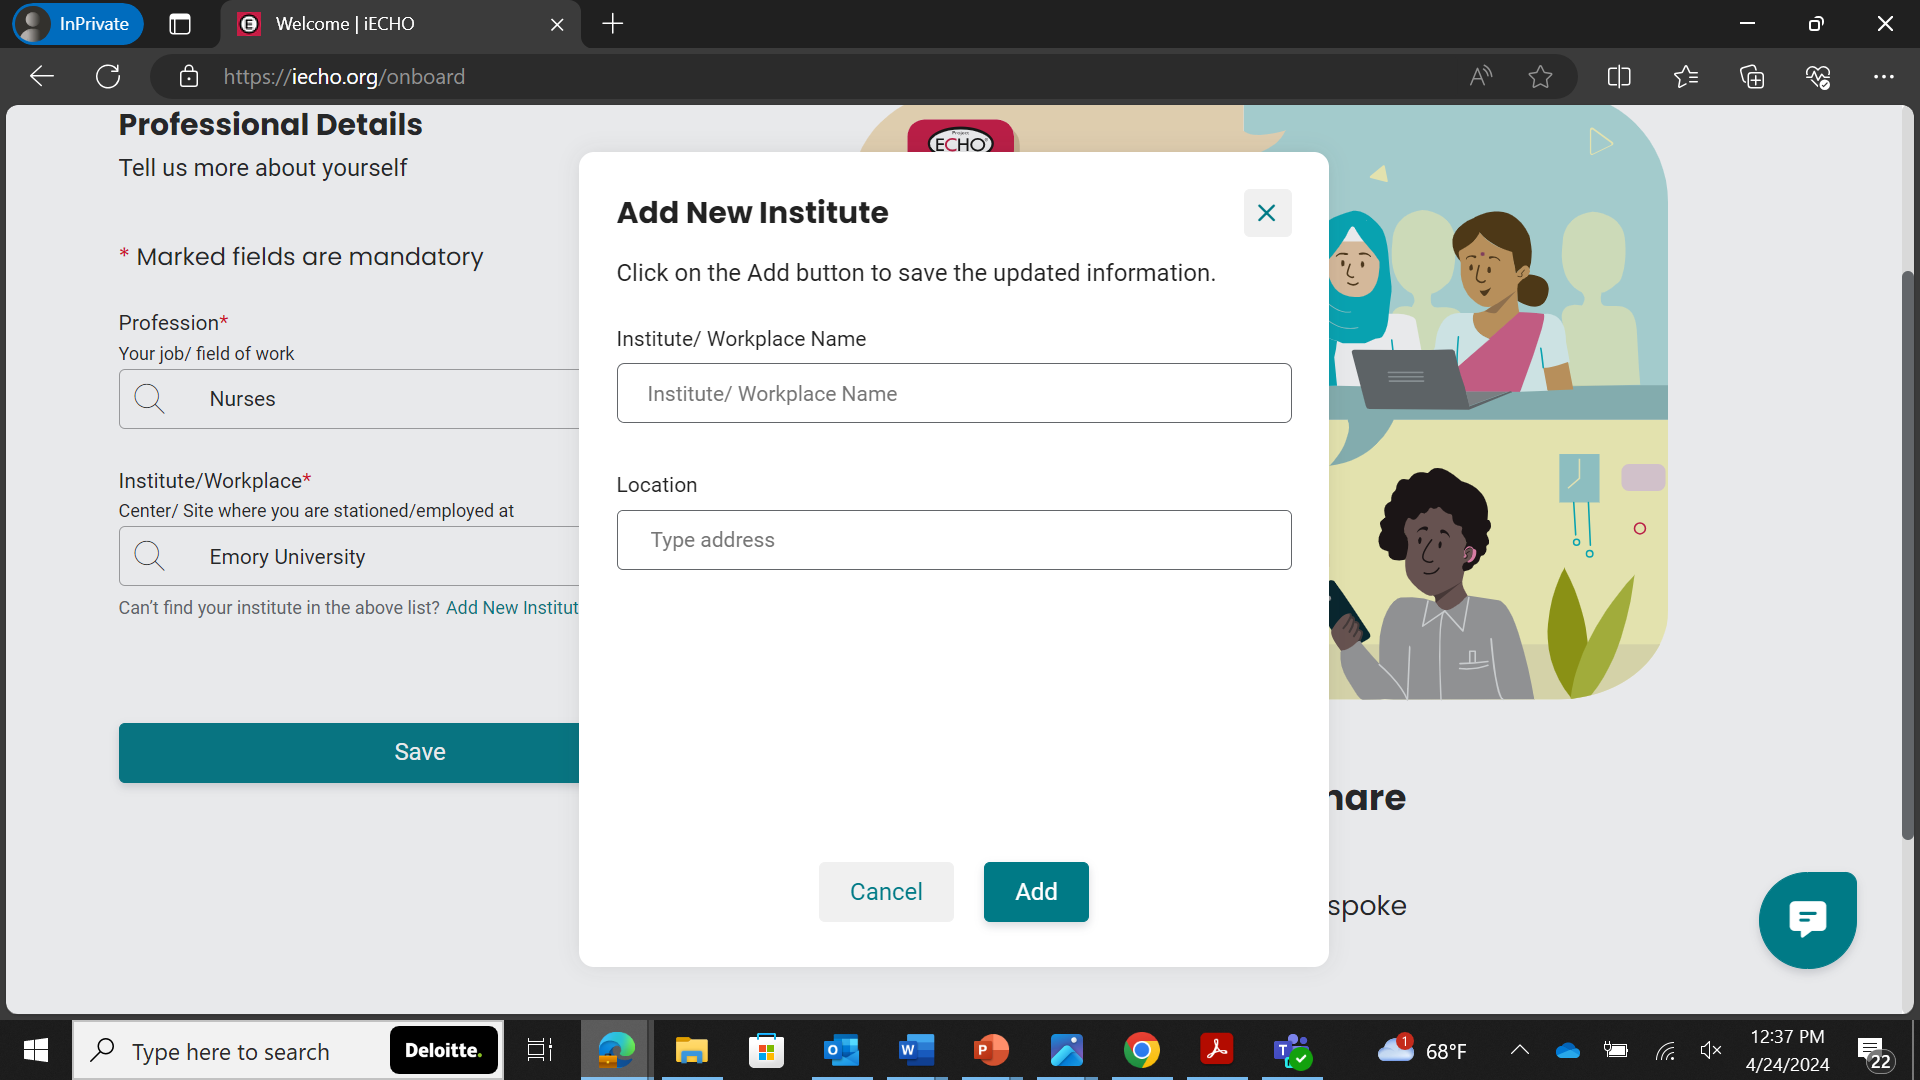 InPrivate
Welcome | iECHO
https://iecho.org/onboard
Professional Details
Tell us more about yourself
* Marked fields are mandatory
Profession*
Your job/ field of work
Nurses
Institute/Workplace*
Center/ Site where you are stationed/employed at
Emory University
Can't find your institute in the above list? Add New Institut
Save
Project
ECHO
Add New Institute
Click on the Add button to save the updated information.
Institute/ Workplace Name
Institute/ Workplace Name
Location
Type address
Cancel
Add
hare
spoke
Type here to search
Deloitte.
1
68°F
12:37 PM
4/24/2024
22